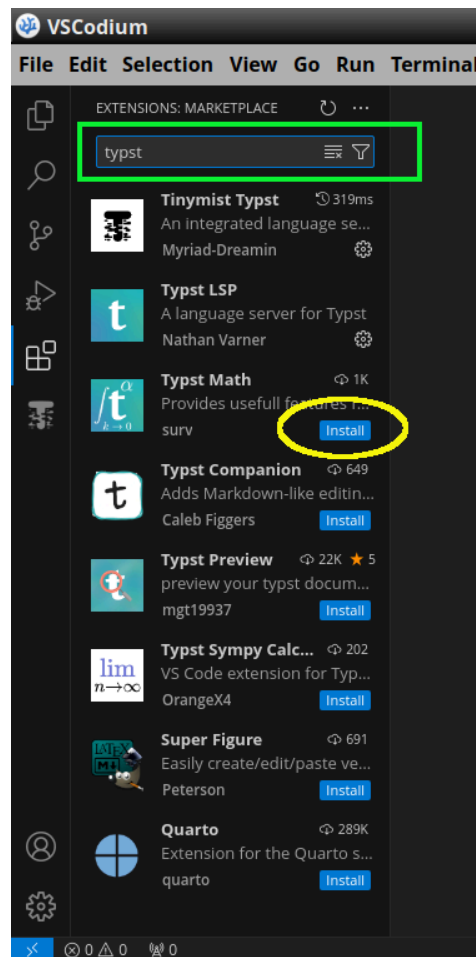 VSCodium
File Edit Selection View Go Run Terminal
EXTENSIONS: MARKETPLACE
typst
Tinymist Typst 319ms
An integrated language se...
Myriad-Dreamin
t
Typst LSP
A language server for Typst
Nathan Varner
∫t^α k→0
Typst Math 1K
Provides usefull features f...
surv Install
t
Typst Companion 649
Adds Markdown-like editin...
Caleb Figgers Install
t
Typst Preview 22K ★ 5
preview your typst docum...
mgt19937 Install
lim n→∞
Typst Sympy Calc... 202
VS Code extension for Typ...
OrangeX4 Install
LATEX
M↓
Super Figure 691
Easily create/edit/paste ve...
Peterson Install
Quarto 289K
Extension for the Quarto s...
quarto Install
0 0 0